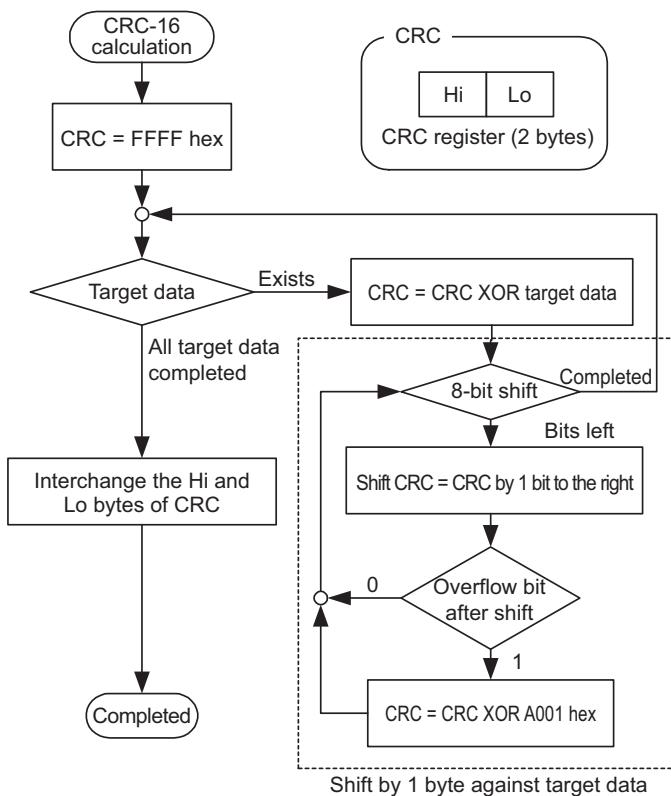 CRC-16
calculation
CRC
Hi
Lo
CRC register (2 bytes)
CRC = FFFF hex
Target data
Exists
CRC = CRC XOR target data
All target data
completed
8-bit shift
Completed
Bits left
Interchange the Hi and
Lo bytes of CRC
Shift CRC = CRC by 1 bit to the right
0
Overflow bit
after shift
1
CRC = CRC XOR A001 hex
Completed
Shift by 1 byte against target data